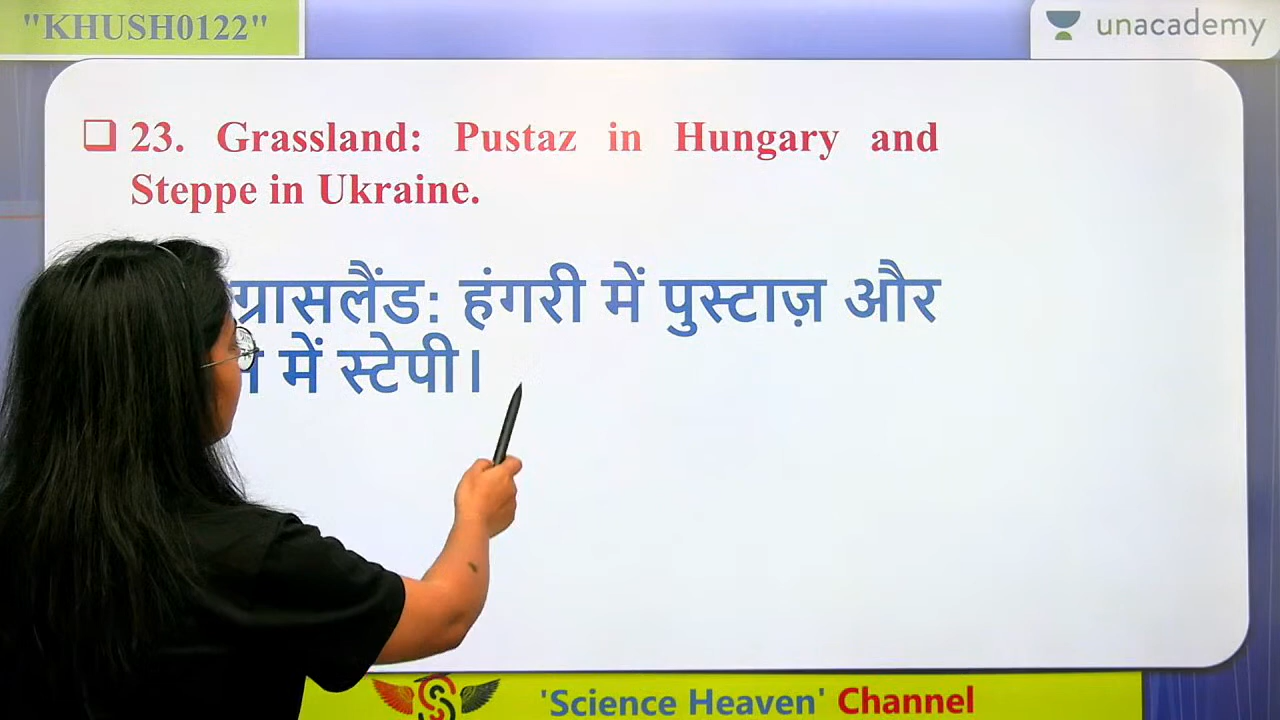 "KHUSH0122"
unacademy
23. Grassland: Pustaz in Hungary and
Steppe in Ukraine.
ग्रासलैंड: हंगरी में पुस्टाज़ और
में स्टेपी।
'Science Heaven' Channel